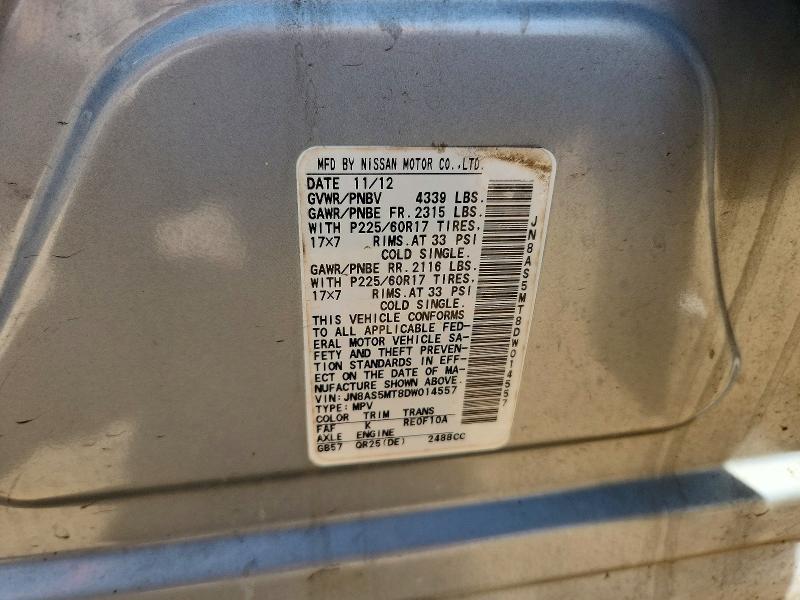 MFD BY NISSAN MOTOR CO.,LTD.
DATE 11/12
GVWR/PNBV 4339 LBS.
GAWR/PNBE FR. 2315 LBS.
WITH P225/60R17 TIRES,
17×7 RIMS.AT 33 PSI
COLD SINGLE.
GAWR/PNBE RR. 2116 LBS.
WITH P225/60R17 TIRES,
17×7 RIMS.AT 33 PSI
COLD SINGLE.
THIS VEHICLE CONFORMS
TO ALL APPLICABLE FED-
ERAL MOTOR VEHICLE SA-
FETY AND THEFT PREVEN-
TION STANDARDS IN EFF-
ECT ON THE DATE OF MA-
NUFACTURE SHOWN ABOVE.
VIN: JN8AS5MT8DW014557
TYPE: MPV
COLOR TRIM TRANS
FAF K RE0F10A
AXLE ENGINE
GB57 QR25(DE) 2488CC
JN8AS5MT8DW014557